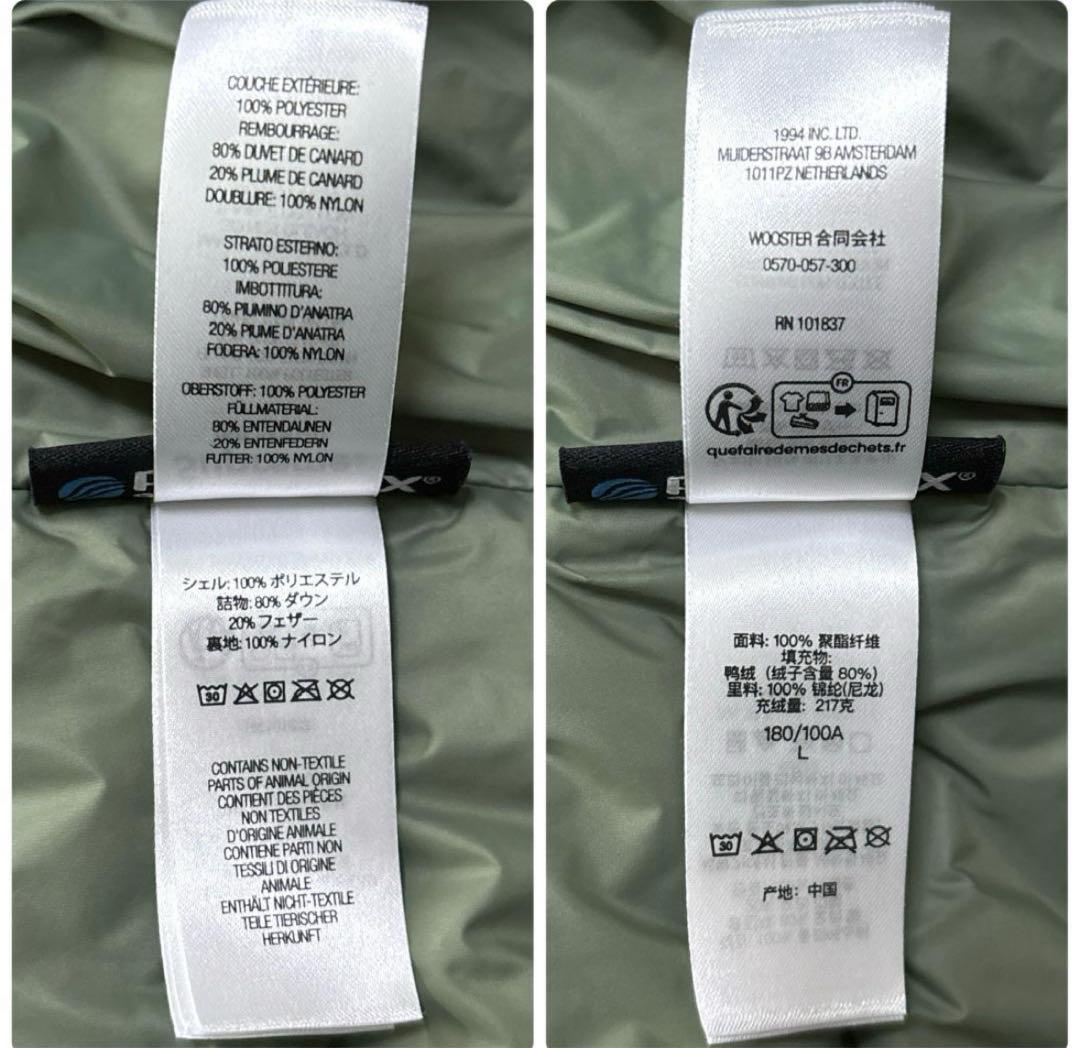 COUCHE EXTÉRIEURE:
100% POLYESTER
REMBOURRAGE:
80% DUVET DE CANARD
20% PLUME DE CANARD
DOUBLURE: 100% NYLON
STRATO ESTERNO:
100% POLIESTERE
IMBOTTITURA:
80% PIUMINO D'ANATRA
20% PIUME D'ANATRA
FODERA: 100% NYLON
OBERSTOFF: 100% POLYESTER
FÜLLMATERIAL:
80% ENTENDAUNEN
20% ENTENFEDERN
FUTTER: 100% NYLON
シェル: 100% ポリエステル
詰物: 80% ダウン
20% フェザー
裏地: 100% ナイロン
30
CONTAINS NON-TEXTILE
PARTS OF ANIMAL ORIGIN
CONTIENT DES PIÈCES
NON TEXTILES
D'ORIGINE ANIMALE
CONTIENE PARTI NON
TESSILI DI ORIGINE
ANIMALE
ENTHÄLT NICHT-TEXTILE
TEILE TIERISCHER
HERKUNFT
1994 INC. LTD.
MUIDERSTRAAT 9B AMSTERDAM
1011PZ NETHERLANDS
WOOSTER 合同会社
0570-057-300
RN 101837
FR
quefairedemesdechets.fr
面料: 100% 聚酯纤维
填充物:
鸭绒（绒子含量 80%）
里料: 100% 锦纶(尼龙)
充绒量: 217克
180/100A
L
30
产地: 中国